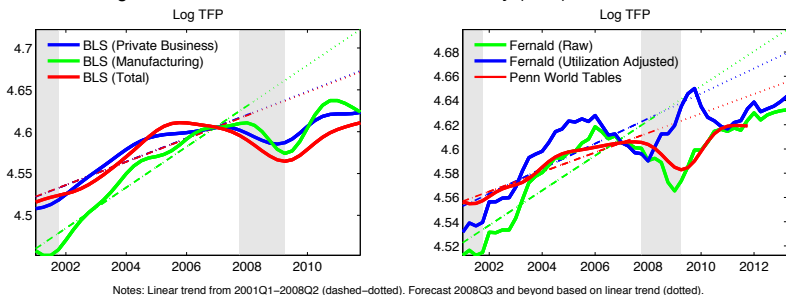 Log TFP
4.7
4.65
4.6
4.55
4.5
BLS (Private Business)
BLS (Manufacturing)
BLS (Total)
2002 2004 2006 2008 2010
Log TFP
4.68
4.66
4.64
4.62
4.6
4.58
4.56
4.54
4.52
Fernald (Raw)
Fernald (Utilization Adjusted)
Penn World Tables
2002 2004 2006 2008 2010 2012
Notes: Linear trend from 2001Q1–2008Q2 (dashed–dotted). Forecast 2008Q3 and beyond based on linear trend (dotted).